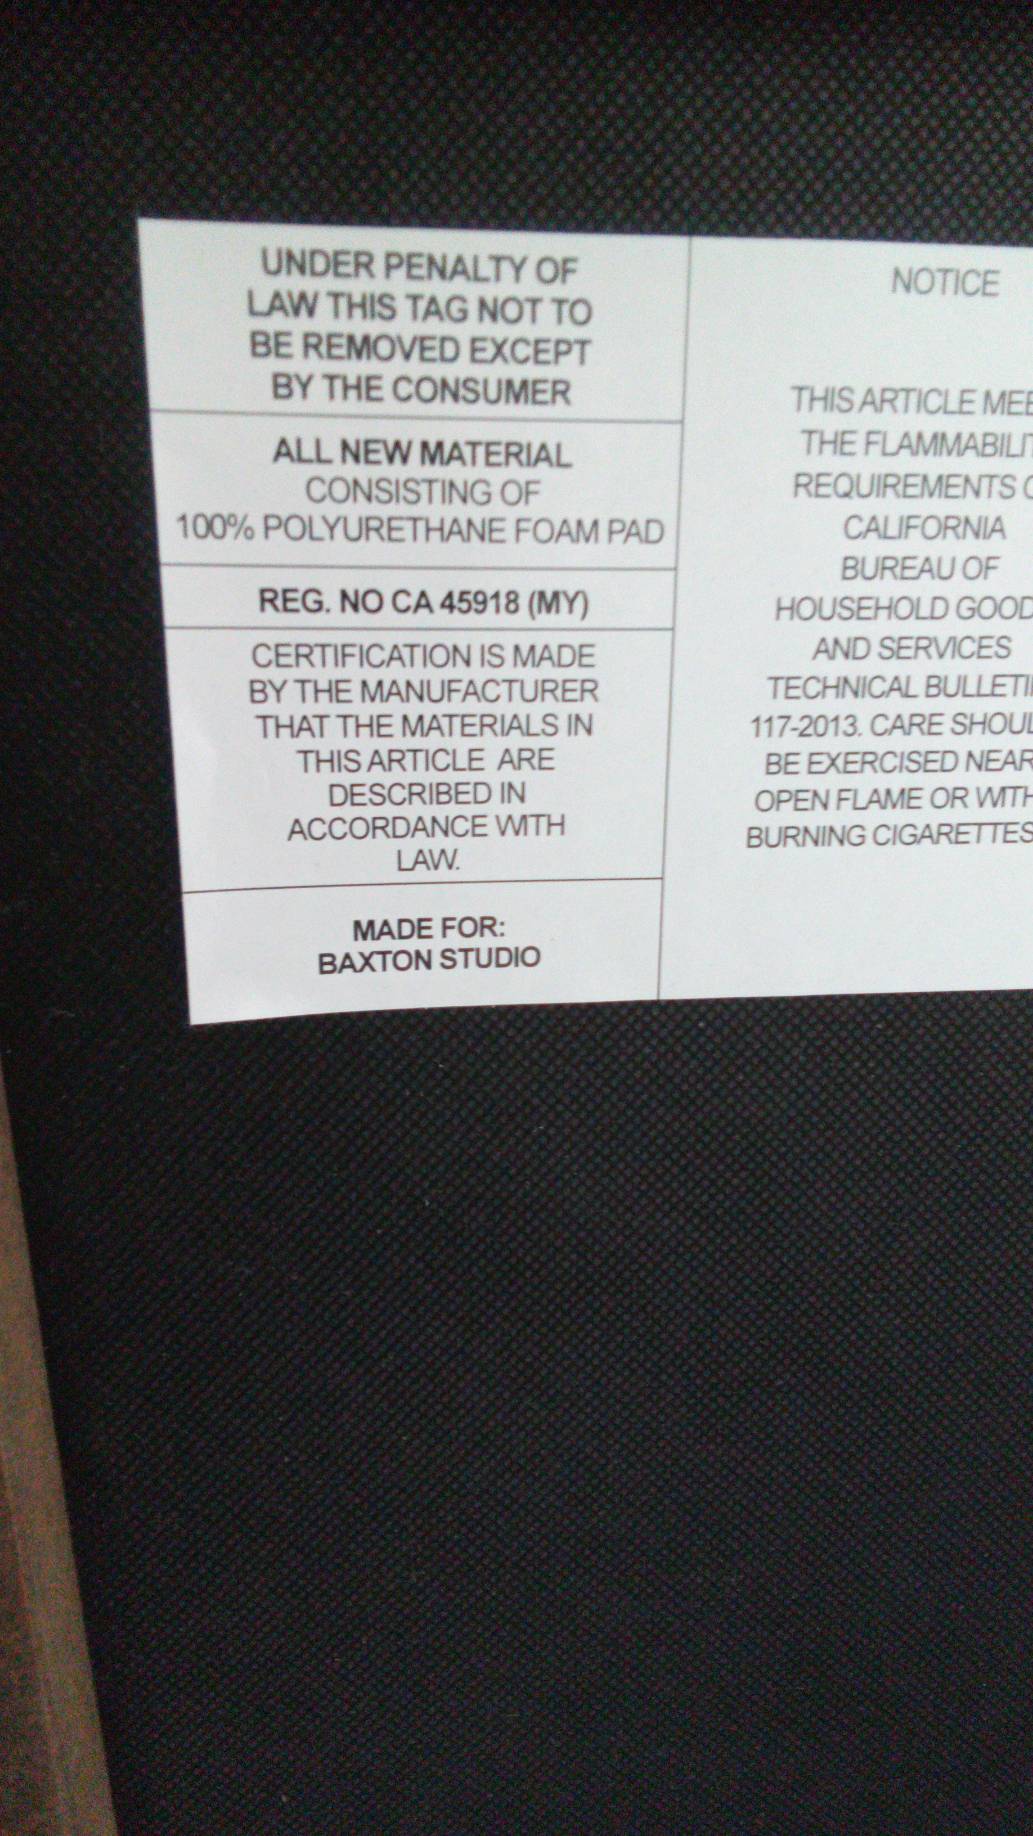 UNDER PENALTY OF
LAW THIS TAG NOT TO
BE REMOVED EXCEPT
BY THE CONSUMER
ALL NEW MATERIAL
CONSISTING OF
100% POLYURETHANE FOAM PAD
REG. NO CA 45918 (MY)
CERTIFICATION IS MADE
BY THE MANUFACTURER
THAT THE MATERIALS IN
THIS ARTICLE ARE
DESCRIBED IN
ACCORDANCE WITH
LAW.
MADE FOR:
BAXTON STUDIO
NOTICE
THIS ARTICLE
THE
REQUIREMENTS
CALIFORNIA
BUREAU OF
HOUSEHOLD
AND SERVICES
TECHNICAL
117-2013. CARE
BE EXERCISED NEAR
OPEN FLAME OR WITH
BURNING CIGARETTES